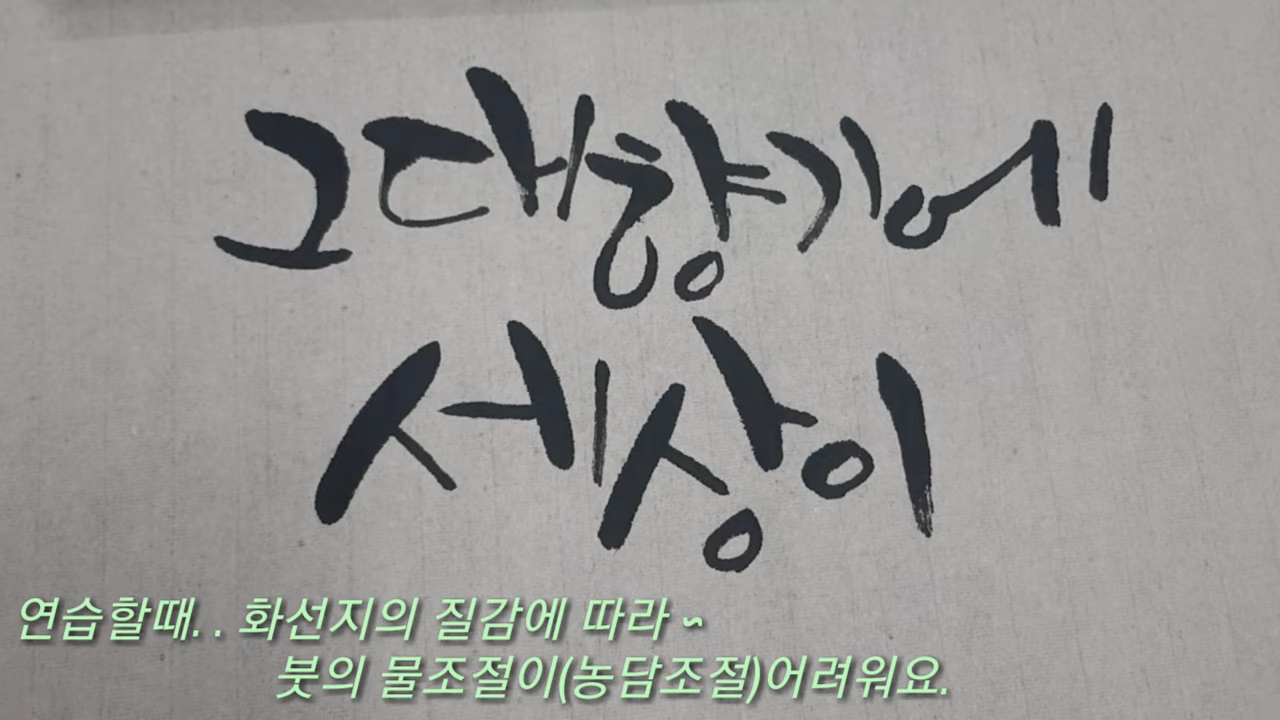 그대 향기에
세상이
연습할때. . 화선지의 질감에 따라 ~
붓의 물조절이(농담조절)어려워요.